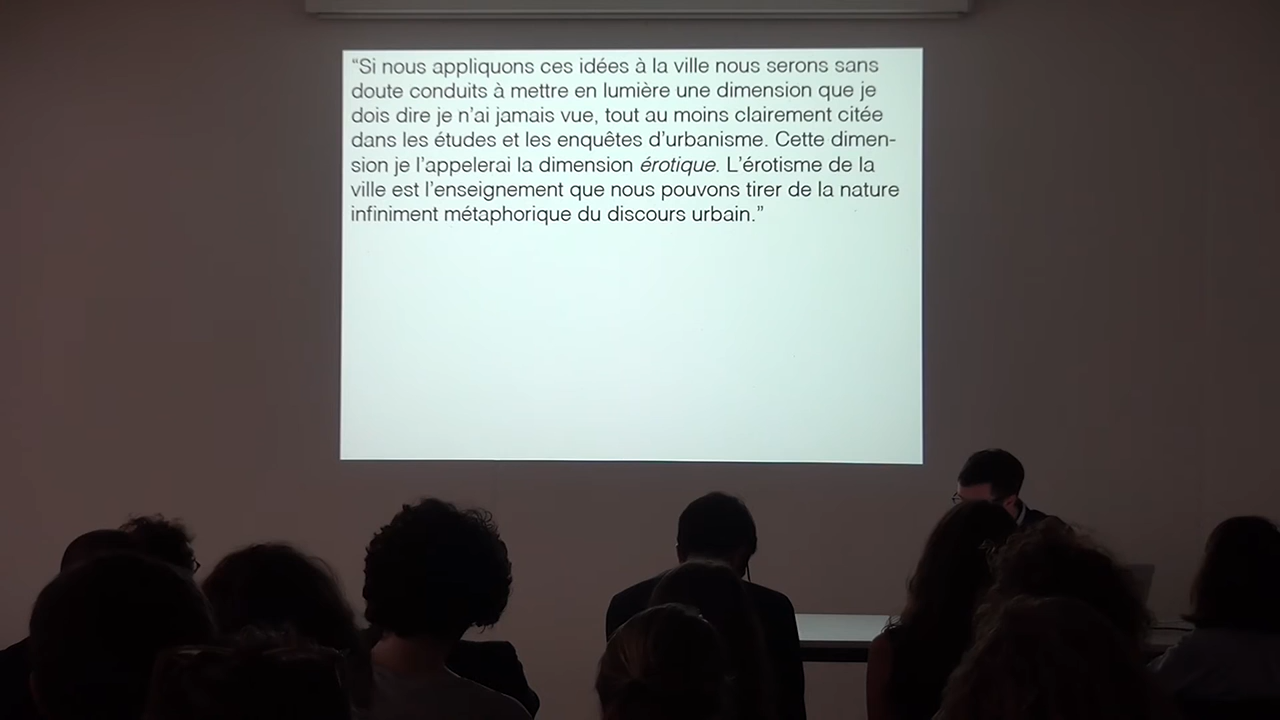 “Si nous appliquons ces idées à la ville nous serons sans
doute conduits à mettre en lumière une dimension que je
dois dire je n’ai jamais vue, tout au moins clairement citée
dans les études et les enquêtes d’urbanisme. Cette dimen-
sion je l’appelerai la dimension érotique. L’érotisme de la
ville est l’enseignement que nous pouvons tirer de la nature
infiniment métaphorique du discours urbain.”